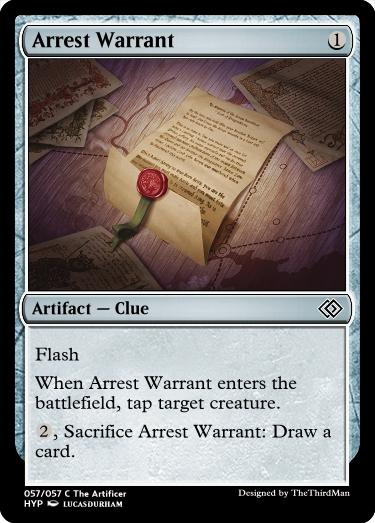 Arrest Warrant
1
Artifact — Clue
Flash
When Arrest Warrant enters the
battlefield, tap target creature.
2, Sacrifice Arrest Warrant: Draw a
card.
057/057 C The Artificer
Designed by TheThirdMan
HYP LUCASDURHAM